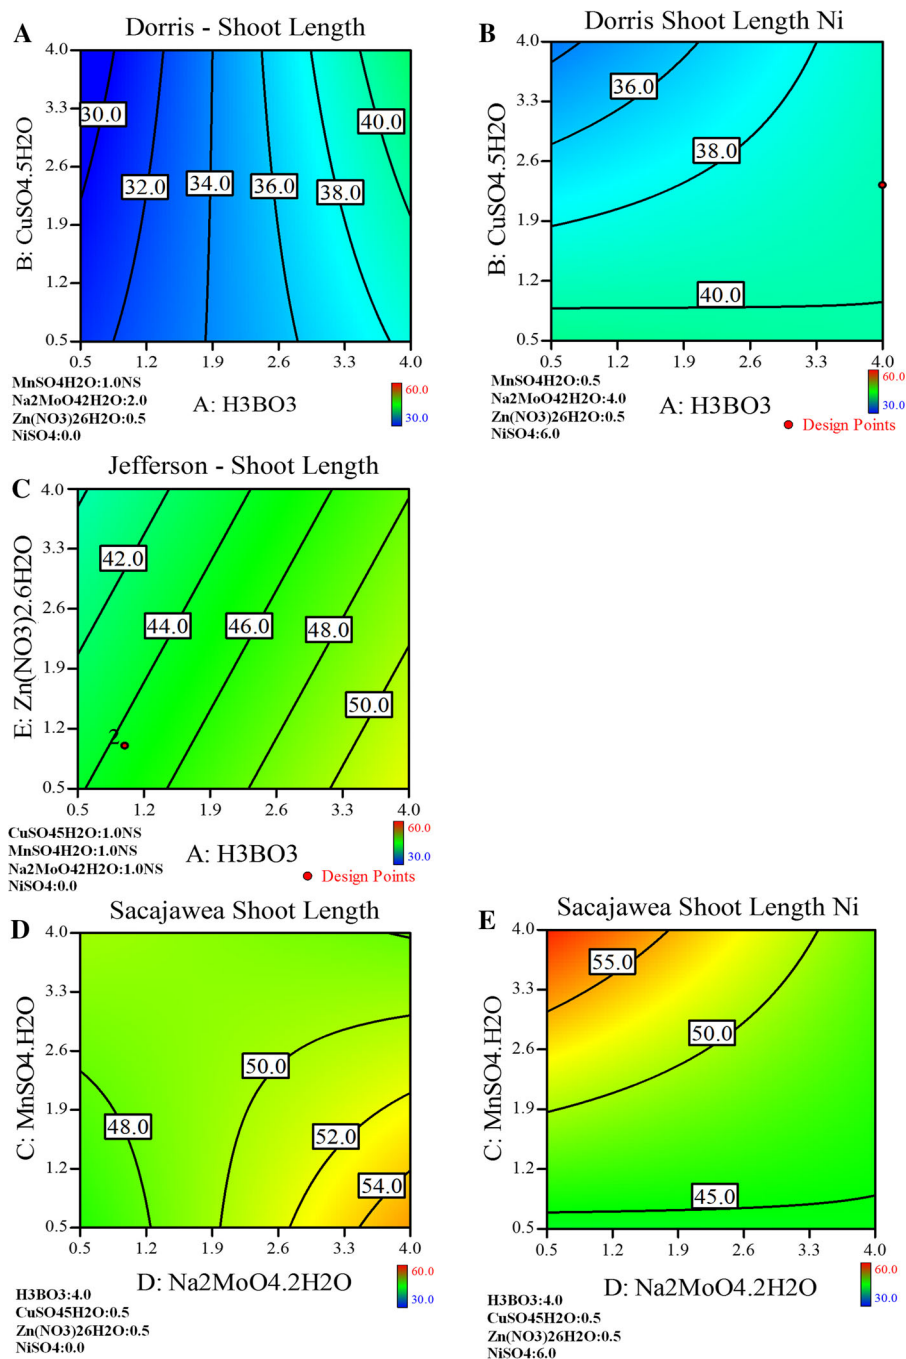 A
Dorris - Shoot Length
B: CuSO4.5H2O
4.0
3.3
2.6
1.9
1.2
0.5
30.0
32.0
34.0
36.0
38.0
40.0
0.5 1.2 1.9 2.6 3.3 4.0
A: H3BO3
MnSO4H2O:1.0NS
Na2MoO42H2O:2.0
Zn(NO3)26H2O:0.5
NiSO4:0.0
60.0
30.0
B
Dorris Shoot Length Ni
B: CuSO4.5H2O
4.0
3.3
2.6
1.9
1.2
0.5
36.0
38.0
40.0
0.5 1.2 1.9 2.6 3.3 4.0
A: H3BO3
MnSO4H2O:0.5
Na2MoO42H2O:4.0
Zn(NO3)26H2O:0.5
NiSO4:6.0
60.0
30.0
Design Points
C
Jefferson - Shoot Length
E: Zn(NO3)2.6H2O
4.0
3.3
2.6
1.9
1.2
0.5
42.0
44.0
46.0
48.0
50.0
2
0.5 1.2 1.9 2.6 3.3 4.0
A: H3BO3
CuSO45H2O:1.0NS
MnSO4H2O:1.0NS
Na2MoO42H2O:1.0NS
NiSO4:0.0
60.0
30.0
Design Points
D
Sacajawea Shoot Length
C: MnSO4.H2O
4.0
3.3
2.6
1.9
1.2
0.5
50.0
48.0
52.0
54.0
0.5 1.2 1.9 2.6 3.3 4.0
D: Na2MoO4.2H2O
H3BO3:4.0
CuSO45H2O:0.5
Zn(NO3)26H2O:0.5
NiSO4:0.0
60.0
30.0
E
Sacajawea Shoot Length Ni
C: MnSO4.H2O
4.0
3.3
2.6
1.9
1.2
0.5
55.0
50.0
45.0
0.5 1.2 1.9 2.6 3.3 4.0
D: Na2MoO4.2H2O
H3BO3:4.0
CuSO45H2O:0.5
Zn(NO3)26H2O:0.5
NiSO4:6.0
60.0
30.0